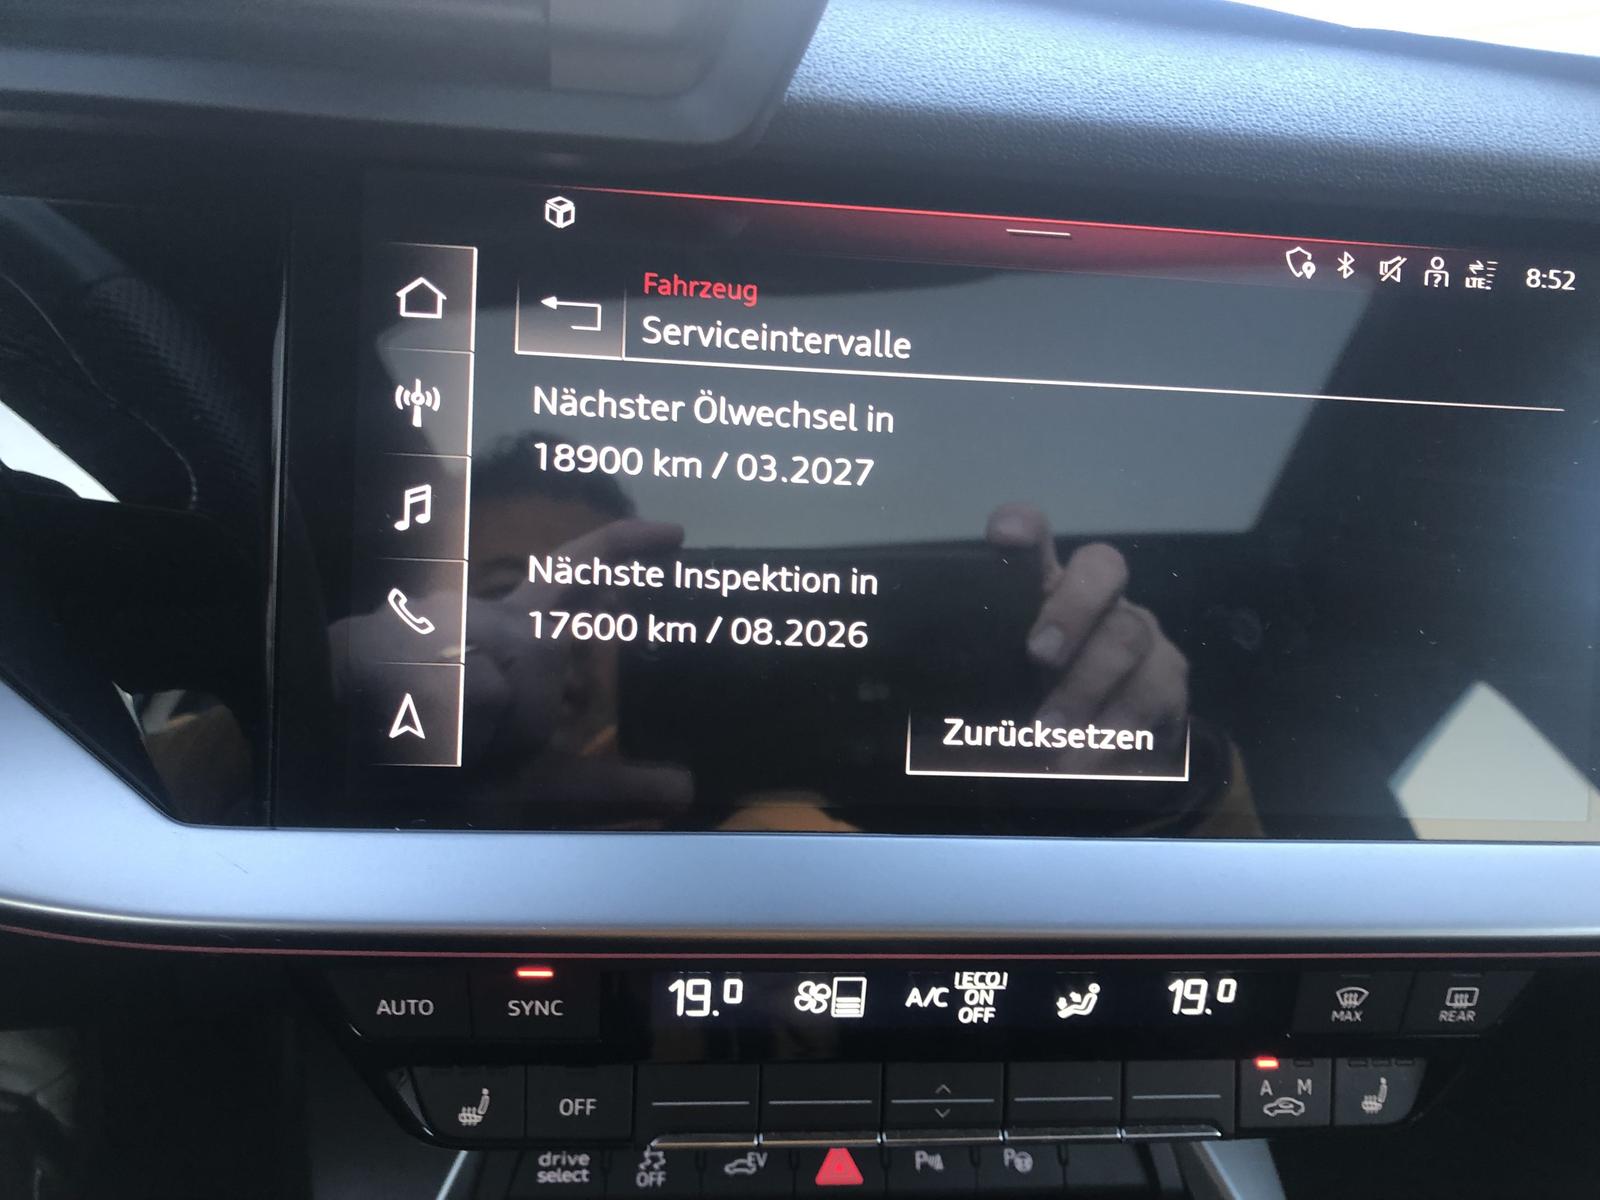 LTE
8:52
Fahrzeug
Serviceintervalle
Nächster Ölwechsel in
18900 km / 03.2027
Nächste Inspektion in
17600 km / 08.2026
Zurücksetzen
AUTO
SYNC
19.0
A/C
ECO
ON
OFF
19.0
MAX
REAR
OFF
A M
drive
select
OFF
EV
P
P